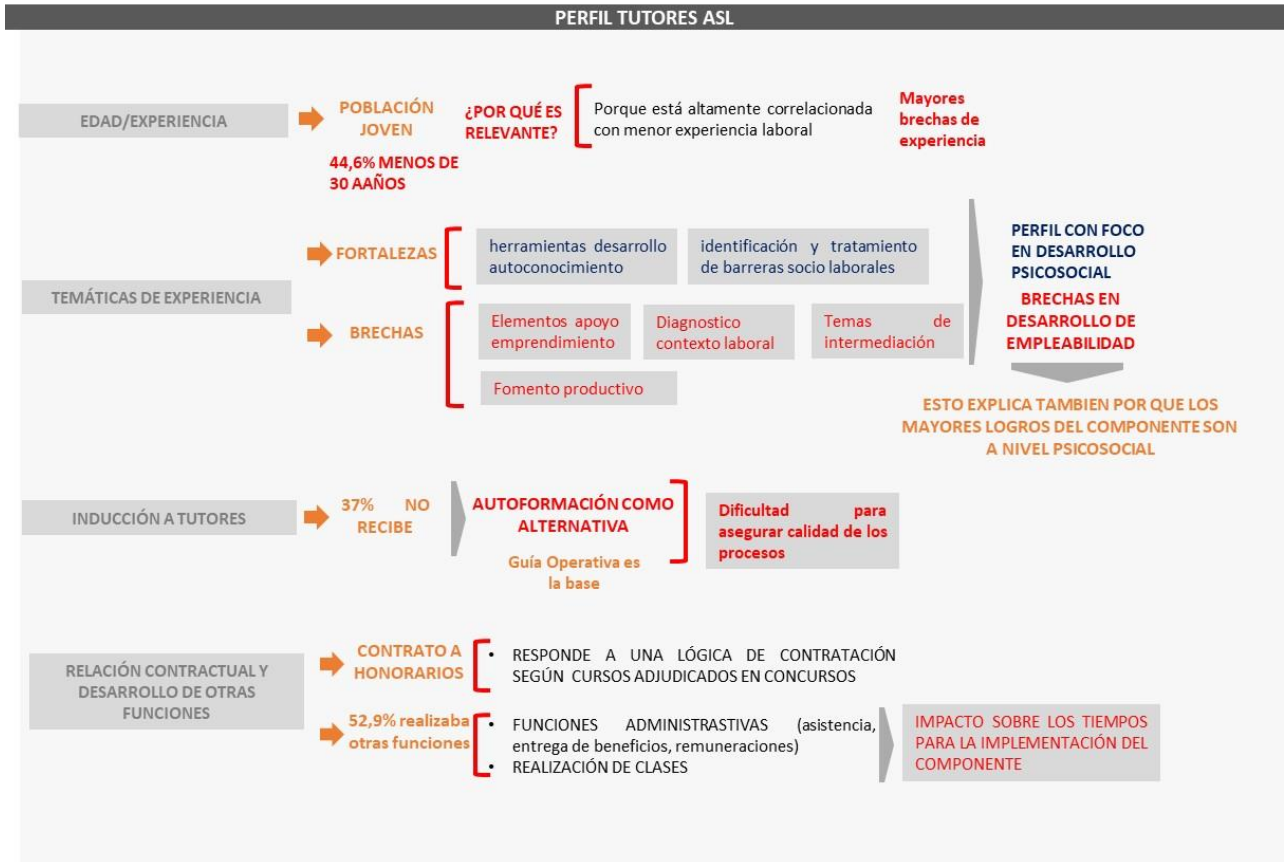 PERFIL TUTORES ASL
EDAD/EXPERIENCIA
POBLACIÓN
JOVEN
44,6% MENOS DE
30 AAÑOS
¿POR QUÉ ES
RELEVANTE?
Porque está altamente correlacionada
con menor experiencia laboral
Mayores
brechas de
experiencia
TEMÁTICAS DE EXPERIENCIA
FORTALEZAS
herramientas desarrollo
autoconocimiento
identificación y tratamiento
de barreras socio laborales
BRECHAS
Elementos apoyo
emprendimiento
Diagnostico
contexto laboral
Temas de
intermediación
Fomento productivo
PERFIL CON FOCO
EN DESARROLLO
PSICOSOCIAL
BRECHAS EN
DESARROLLO DE
EMPLEABILIDAD
ESTO EXPLICA TAMBIEN POR QUE LOS
MAYORES LOGROS DEL COMPONENTE SON
A NIVEL PSICOSOCIAL
INDUCCIÓN A TUTORES
37% NO
RECIBE
AUTOFORMACIÓN COMO
ALTERNATIVA
Guía Operativa es
la base
Dificultad para
asegurar calidad de los
procesos
RELACIÓN CONTRACTUAL Y
DESARROLLO DE OTRAS
FUNCIONES
CONTRATO A
HONORARIOS
• RESPONDE A UNA LÓGICA DE CONTRATACIÓN
SEGÚN CURSOS ADJUDICADOS EN CONCURSOS
52,9% realizaba
otras funciones
• FUNCIONES ADMINISTRASTIVAS (asistencia,
entrega de beneficios, remuneraciones)
• REALIZACIÓN DE CLASES
IMPACTO SOBRE LOS TIEMPOS
PARA LA IMPLEMENTACIÓN DEL
COMPONENTE